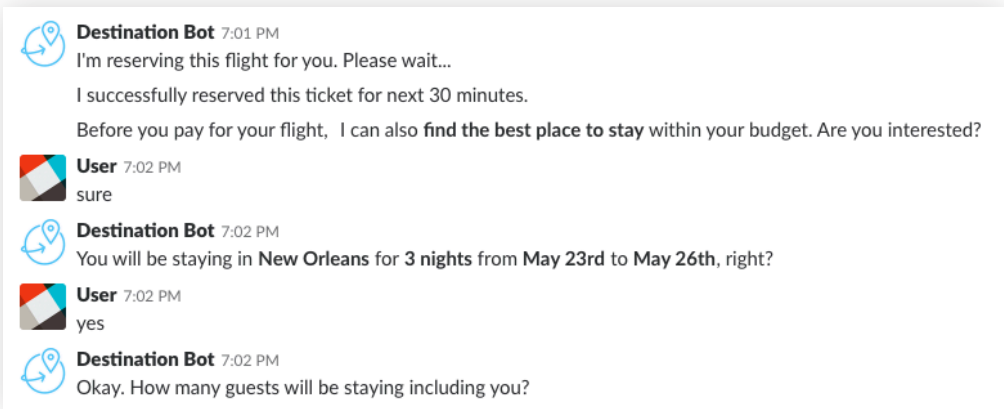 Destination Bot 7:01 PM
I'm reserving this flight for you. Please wait...
I successfully reserved this ticket for next 30 minutes.
Before you pay for your flight, I can also find the best place to stay within your budget. Are you interested?
User 7:02 PM
sure
Destination Bot 7:02 PM
You will be staying in New Orleans for 3 nights from May 23rd to May 26th, right?
User 7:02 PM
yes
Destination Bot 7:02 PM
Okay. How many guests will be staying including you?